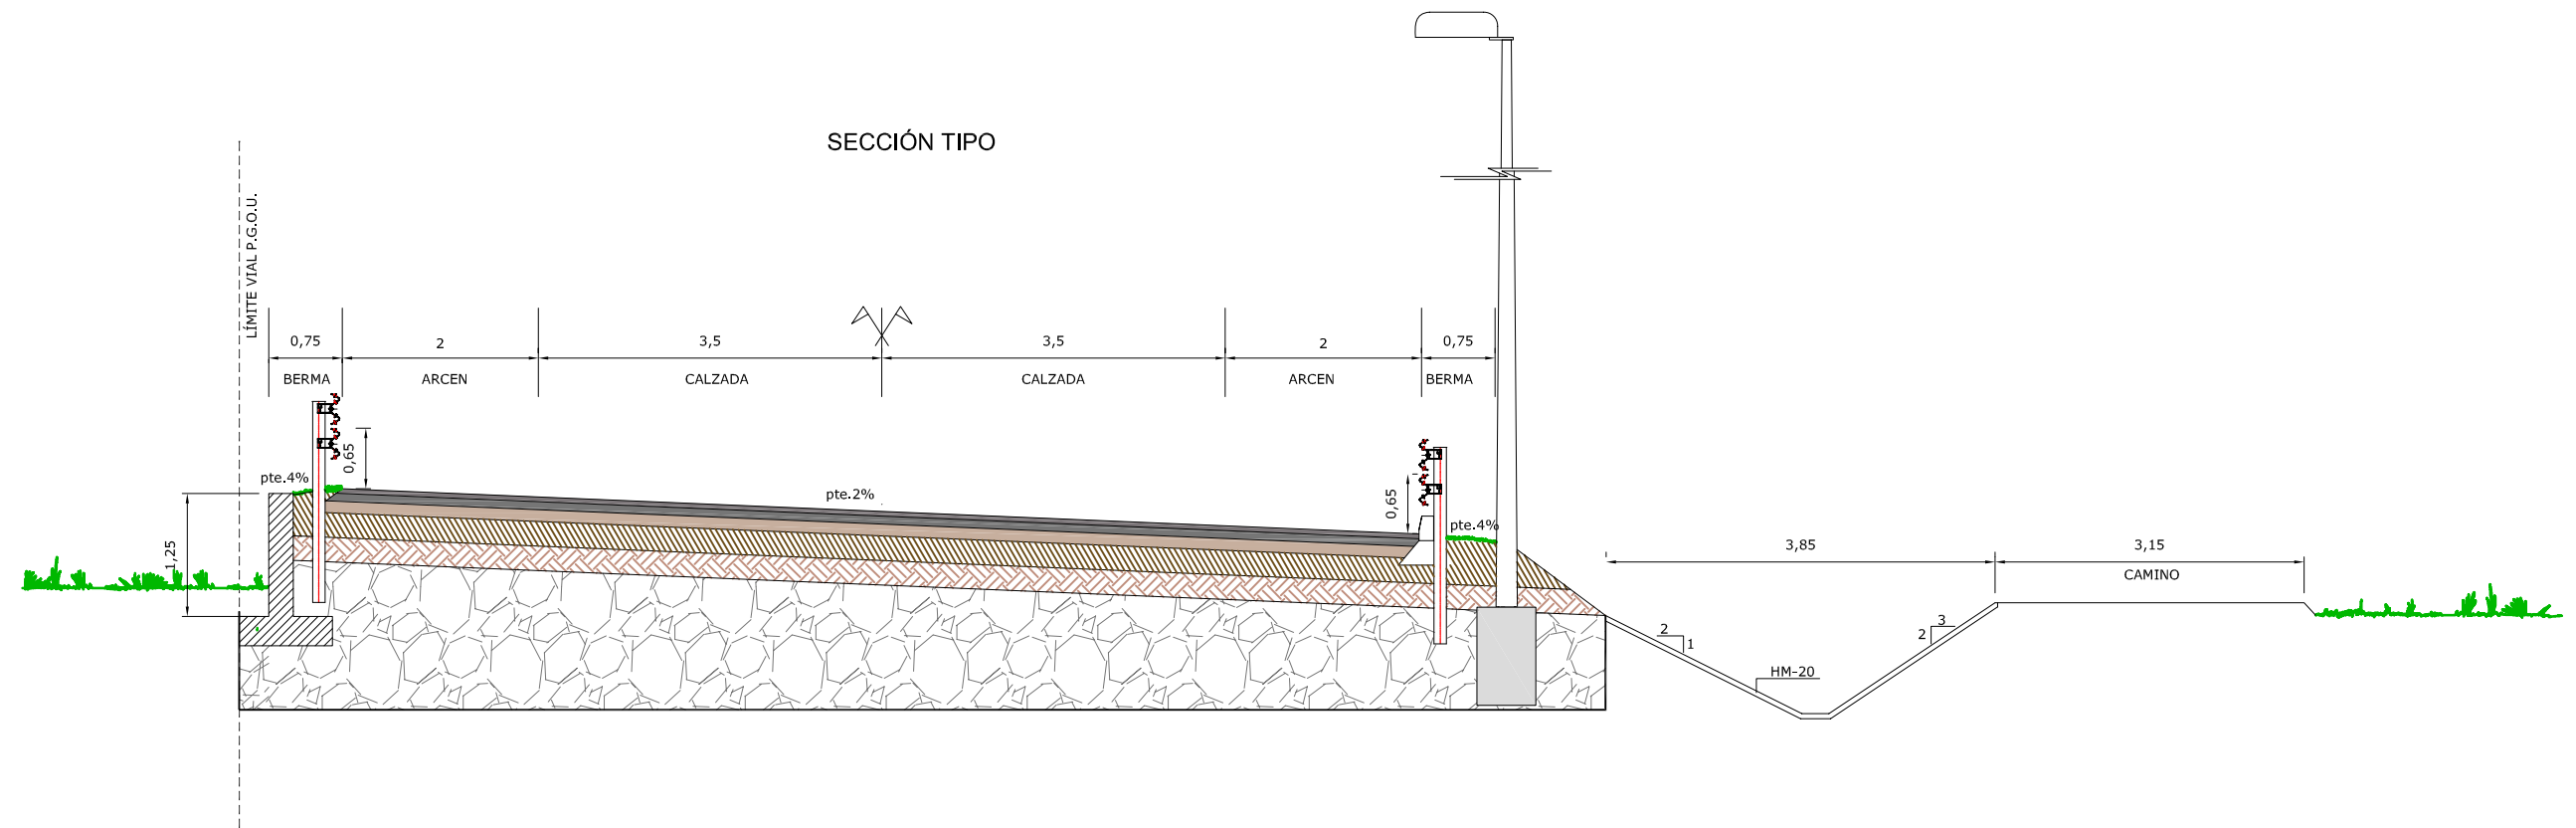 SECCIÓN TIPO
LÍMITE VIAL P.G.O.U.
0,75
2
3,5
3,5
2
0,75
BERMA
ARCEN
CALZADA
CALZADA
ARCEN
BERMA
0,65
pte.4%
pte.2%
0,65
pte.4%
1,25
3,85
3,15
CAMINO
2
1
3
2
HM-20